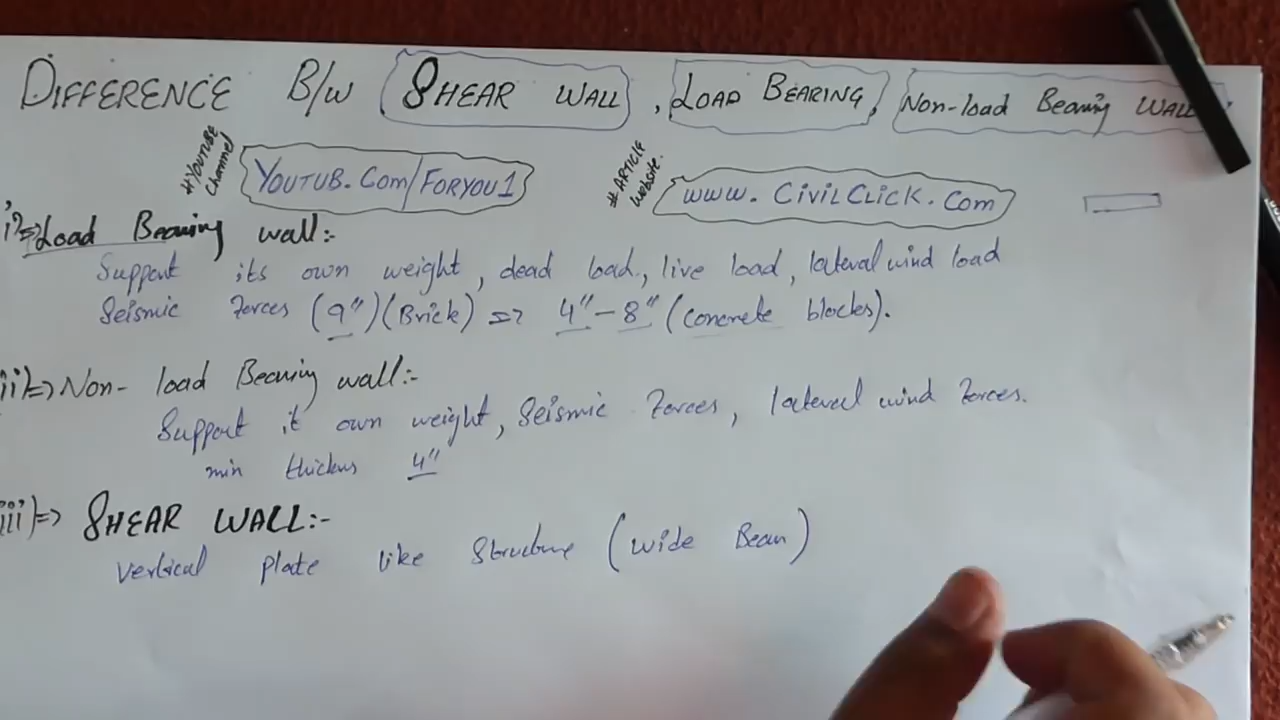 DIFFERENCE B/w SHEAR WALL, LOAD BEARING, Non-load Bearing WALL
#YOUTUBE Channel
YOUTUB.Com/FORYOU1
#ARTICLE Website.
www.CivilClick.Com
i)=> Load Bearing wall:-
Support its own weight, dead load, live load, lateral wind load
Seismic Forces (9")(Brick) => 4"-8" (Concrete blocks).
ii)=> Non-load Bearing wall:-
Support it own weight, Seismic Forces, lateral wind Forces.
min thicknes 4"
iii)=> SHEAR WALL:-
Vertical plate like Structure (wide Beam)